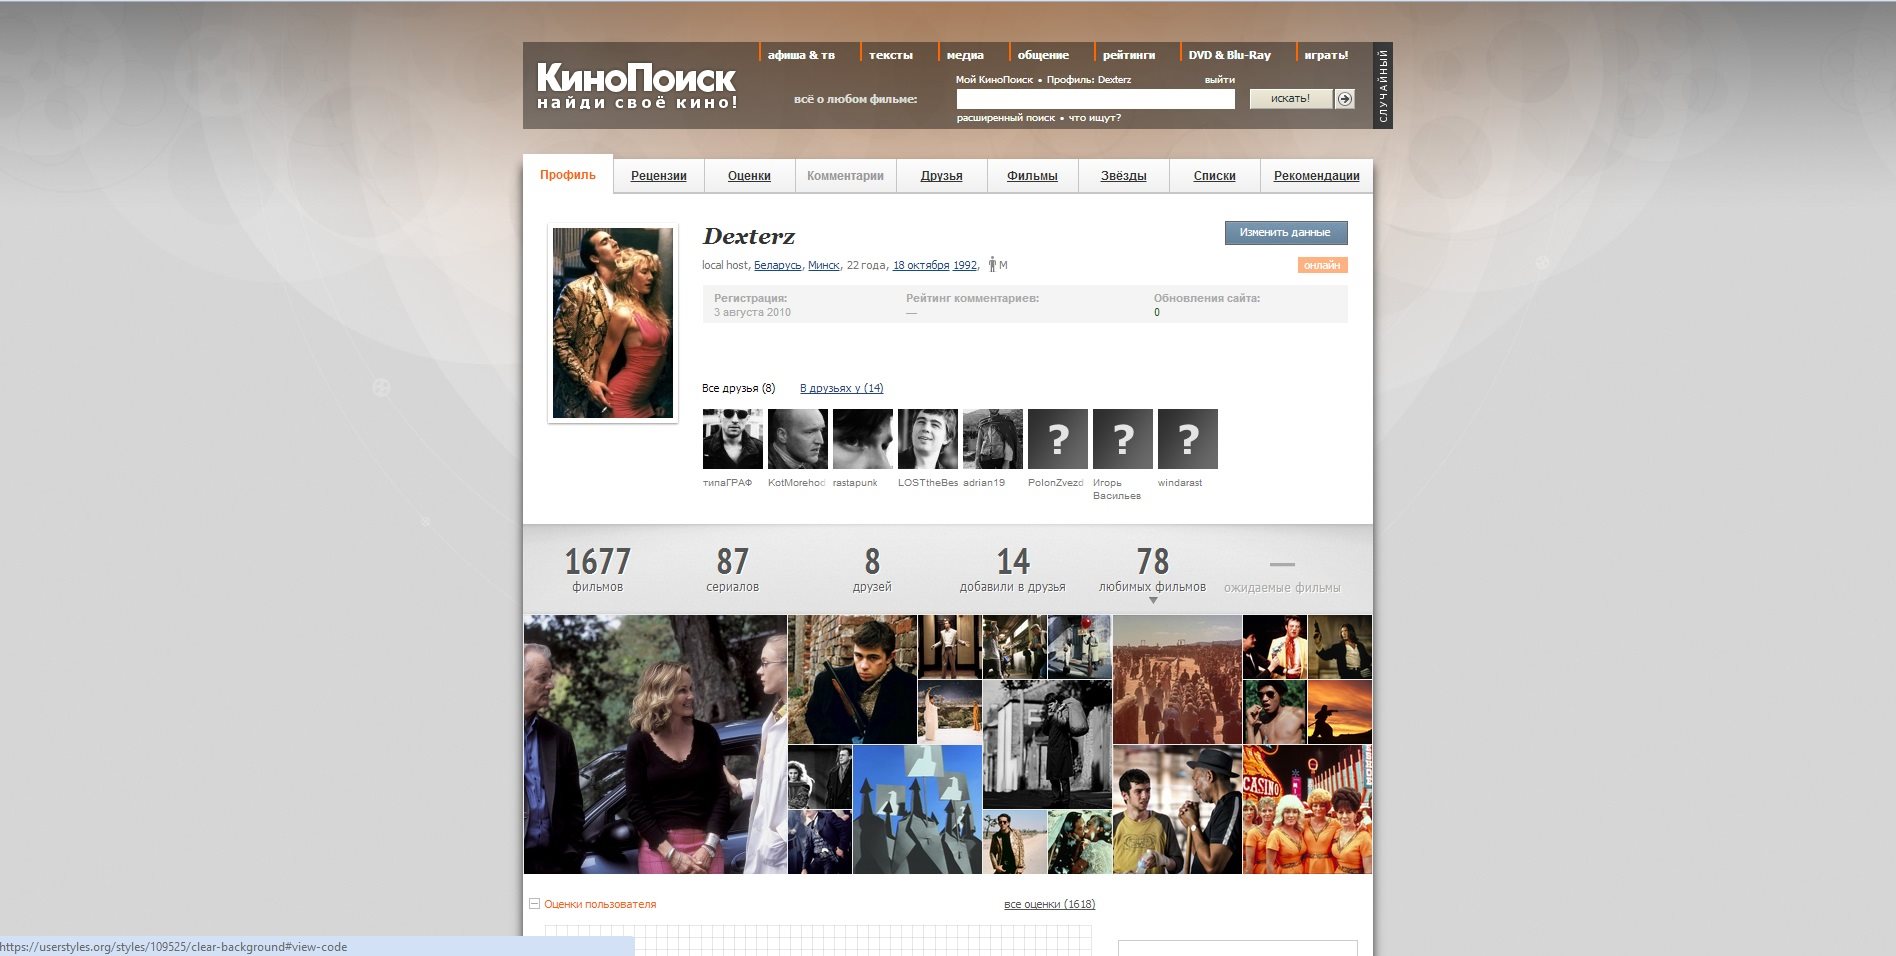 афиша & тв тексты медиа общение рейтинги DVD & Blu-Ray играть!
КиноПоиск
найди своё кино!
Мой КиноПоиск • Профиль: Dexterz выйти
всё о любом фильме: искать!
расширенный поиск • что ищут?
СЛУЧАЙНЫЙ
Профиль Рецензии Оценки Комментарии Друзья Фильмы Звёзды Списки Рекомендации
Dexterz
Изменить данные
local host, Беларусь, Минск, 22 года, 18 октября 1992, М
онлайн
Регистрация: Рейтинг комментариев: Обновления сайта:
3 августа 2010 — 0
Все друзья (8) В друзьях у (14)
? ? ?
типаГРАФ KotMorehod rastapunk LOSTtheBes adrian19 PolonZvezd Игорь Васильев windarast
1677 87 8 14 78 —
фильмов сериалов друзей добавили в друзья любимых фильмов ожидаемые фильмы
CASINO
Оценки пользователя все оценки (1618)
https://userstyles.org/styles/109525/clear-background#view-code